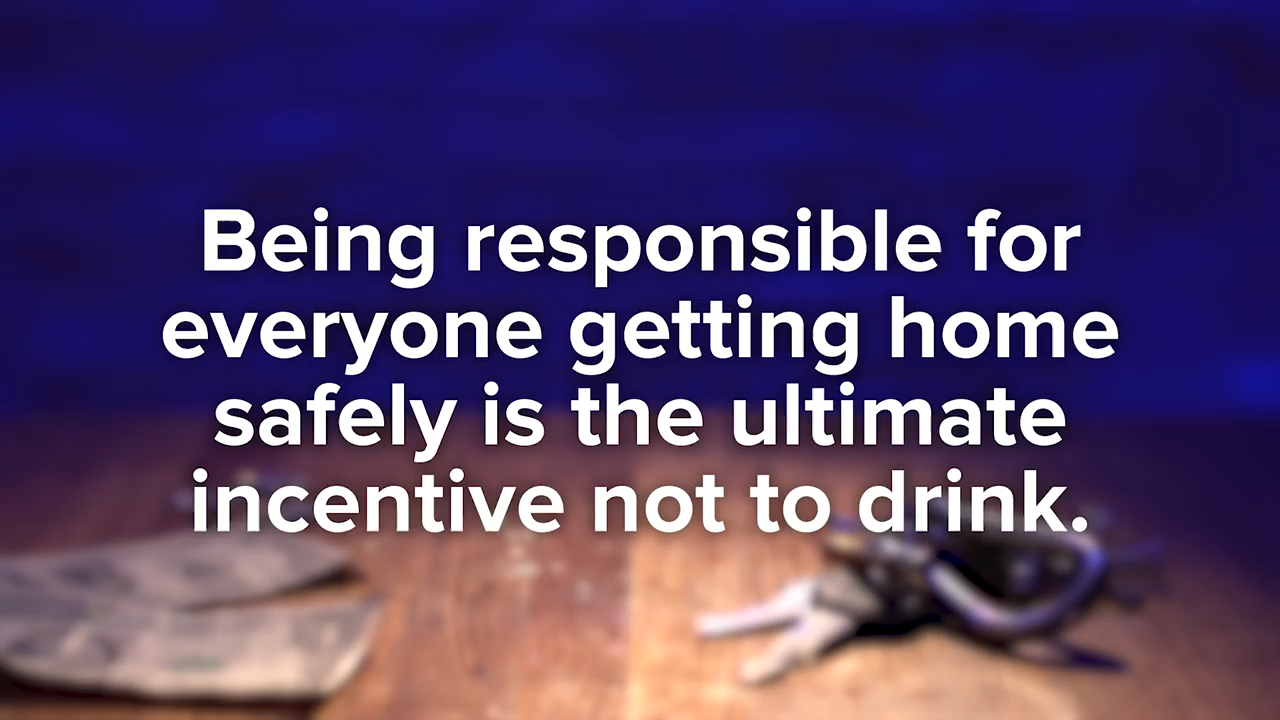 Being responsible for
everyone getting home
safely is the ultimate
incentive not to drink.